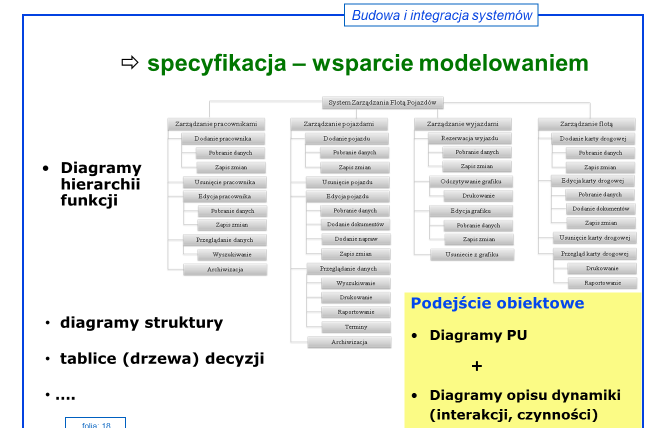 Budowa i integracja systemów
⇨ specyfikacja – wsparcie modelowaniem
System Zarządzania Flotą Pojazdów
Zarządzanie pracownikami
Dodanie pracownika
Pobranie danych
Zapis zmian
Usunięcie pracownika
Edycja pracownika
Pobranie danych
Zapis zmian
Przeglądanie danych
Wyszukiwanie
Archiwizacja
Zarządzanie pojazdami
Dodanie pojazdu
Pobranie danych
Zapis zmian
Usunięcie pojazdu
Edycja pojazdu
Pobranie danych
Dodanie dokumentów
Dodanie napraw
Zapis zmian
Przeglądanie danych
Wyszukiwanie
Drukowanie
Raportowanie
Terminy
Archiwizacja
Zarządzanie wyjazdami
Rezerwacja wyjazdu
Pobranie danych
Zapis zmian
Odczytywanie grafiku
Drukowanie
Edycja grafiku
Pobranie danych
Zapis zmian
Usuniecie z grafiku
Zarządzanie flotą
Dodanie karty drogowej
Pobranie danych
Zapis zmian
Edycja karty drogowej
Pobranie danych
Dodanie dokumentów
Zapis zmian
Usunięcie karty drogowej
Przegląd karty drogowej
Drukowanie
Raportowanie
• Diagramy
hierarchii
funkcji
• diagramy struktury
• tablice (drzewa) decyzji
• ....
Podejście obiektowe
• Diagramy PU
+
• Diagramy opisu dynamiki
(interakcji, czynności)
folia: 18